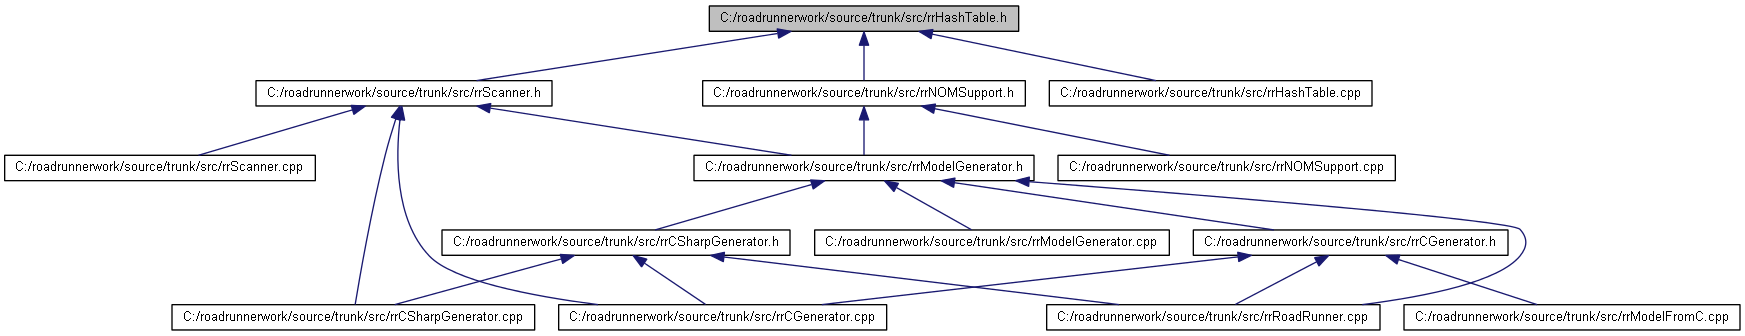 C:/roadrunnerwork/source/trunk/src/rrHashTable.h
C:/roadrunnerwork/source/trunk/src/rrScanner.h
C:/roadrunnerwork/source/trunk/src/rrNOMSupport.h
C:/roadrunnerwork/source/trunk/src/rrHashTable.cpp
C:/roadrunnerwork/source/trunk/src/rrScanner.cpp
C:/roadrunnerwork/source/trunk/src/rrModelGenerator.h
C:/roadrunnerwork/source/trunk/src/rrNOMSupport.cpp
C:/roadrunnerwork/source/trunk/src/rrCSharpGenerator.h
C:/roadrunnerwork/source/trunk/src/rrModelGenerator.cpp
C:/roadrunnerwork/source/trunk/src/rrCGenerator.h
C:/roadrunnerwork/source/trunk/src/rrCSharpGenerator.cpp
C:/roadrunnerwork/source/trunk/src/rrCGenerator.cpp
C:/roadrunnerwork/source/trunk/src/rrRoadRunner.cpp
C:/roadrunnerwork/source/trunk/src/rrModelFromC.cpp